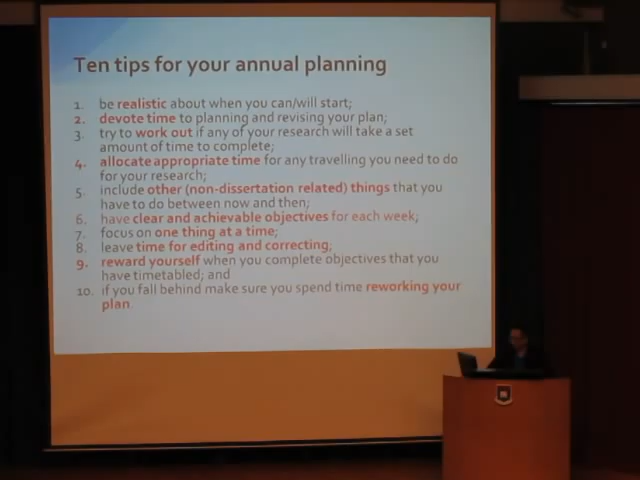 Ten tips for your annual planning
1. be realistic about when you can/will start;
2. devote time to planning and revising your plan;
3. try to work out if any of your research will take a set
amount of time to complete;
4. allocate appropriate time for any travelling you need to do
for your research;
5. include other (non-dissertation related) things that you
have to do between now and then;
6. have clear and achievable objectives for each week;
7. focus on one thing at a time;
8. leave time for editing and correcting;
9. reward yourself when you complete objectives that you
have timetabled; and
10. if you fall behind make sure you spend time reworking your
plan.